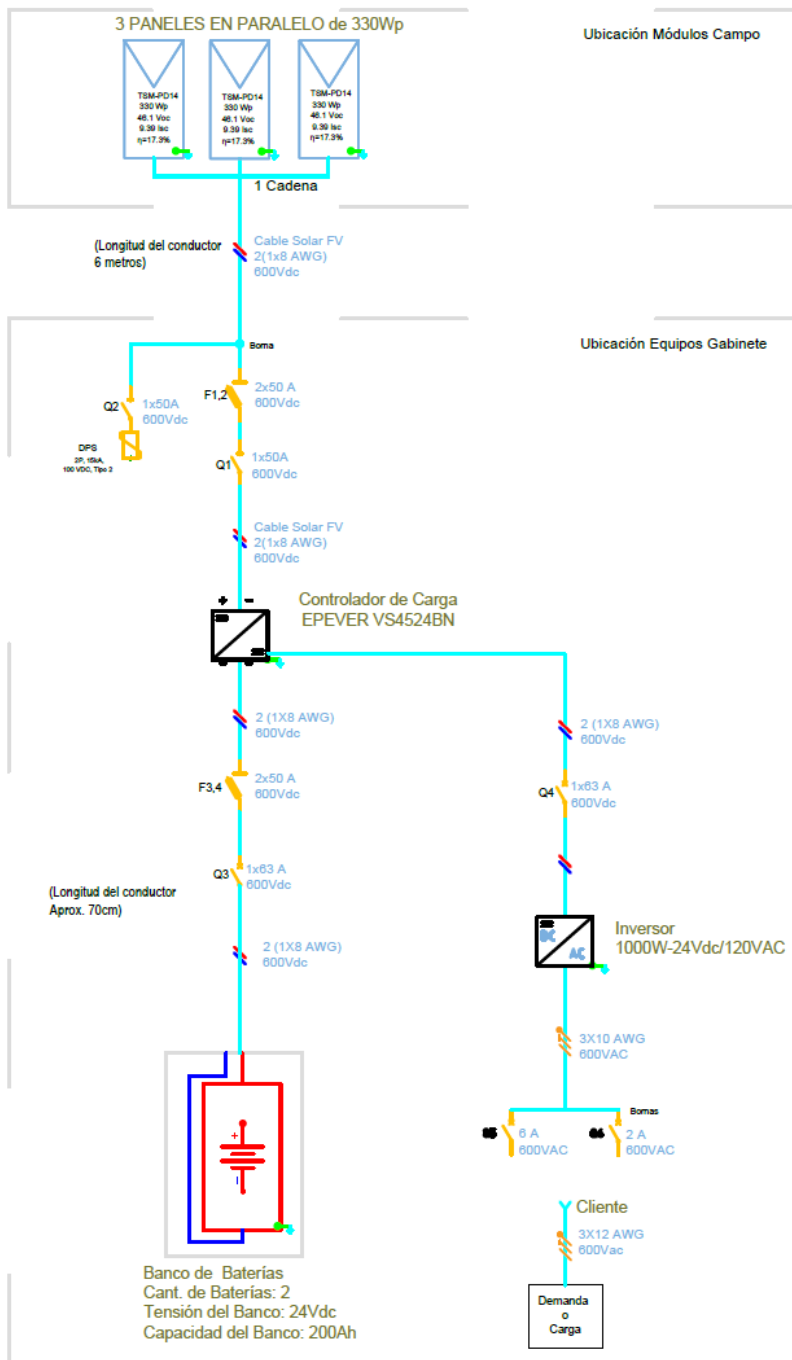 3 PANELES EN PARALELO de 330Wp
Ubicación Módulos Campo
TSM-PD14
330 Wp
46.1 Voc
9.39 Isc
η=17.3%
TSM-PD14
330 Wp
46.1 Voc
9.39 Isc
η=17.3%
TSM-PD14
330 Wp
46.1 Voc
9.39 Isc
η=17.3%
1 Cadena
(Longitud del conductor
6 metros)
Cable Solar FV
2(1x8 AWG)
600Vdc
Ubicación Equipos Gabinete
Borna
Q2
1x50A
600Vdc
F1,2
2x50 A
600Vdc
DPS
2P, 15kA,
100 VDC, Tipo 2
Q1
1x50A
600Vdc
Cable Solar FV
2(1x8 AWG)
600Vdc
+ −
Controlador de Carga
EPEVER VS4524BN
2 (1X8 AWG)
600Vdc
2 (1X8 AWG)
600Vdc
F3,4
2x50 A
600Vdc
Q4
1x63 A
600Vdc
Q3
1x63 A
600Vdc
(Longitud del conductor
Aprox. 70cm)
2 (1X8 AWG)
600Vdc
DC
AC
Inversor
1000W-24Vdc/120VAC
3X10 AWG
600VAC
Bornas
6 A
600VAC
2 A
600VAC
+
Cliente
3X12 AWG
600Vac
Banco de Baterías
Cant. de Baterías: 2
Tensión del Banco: 24Vdc
Capacidad del Banco: 200Ah
Demanda
o
Carga